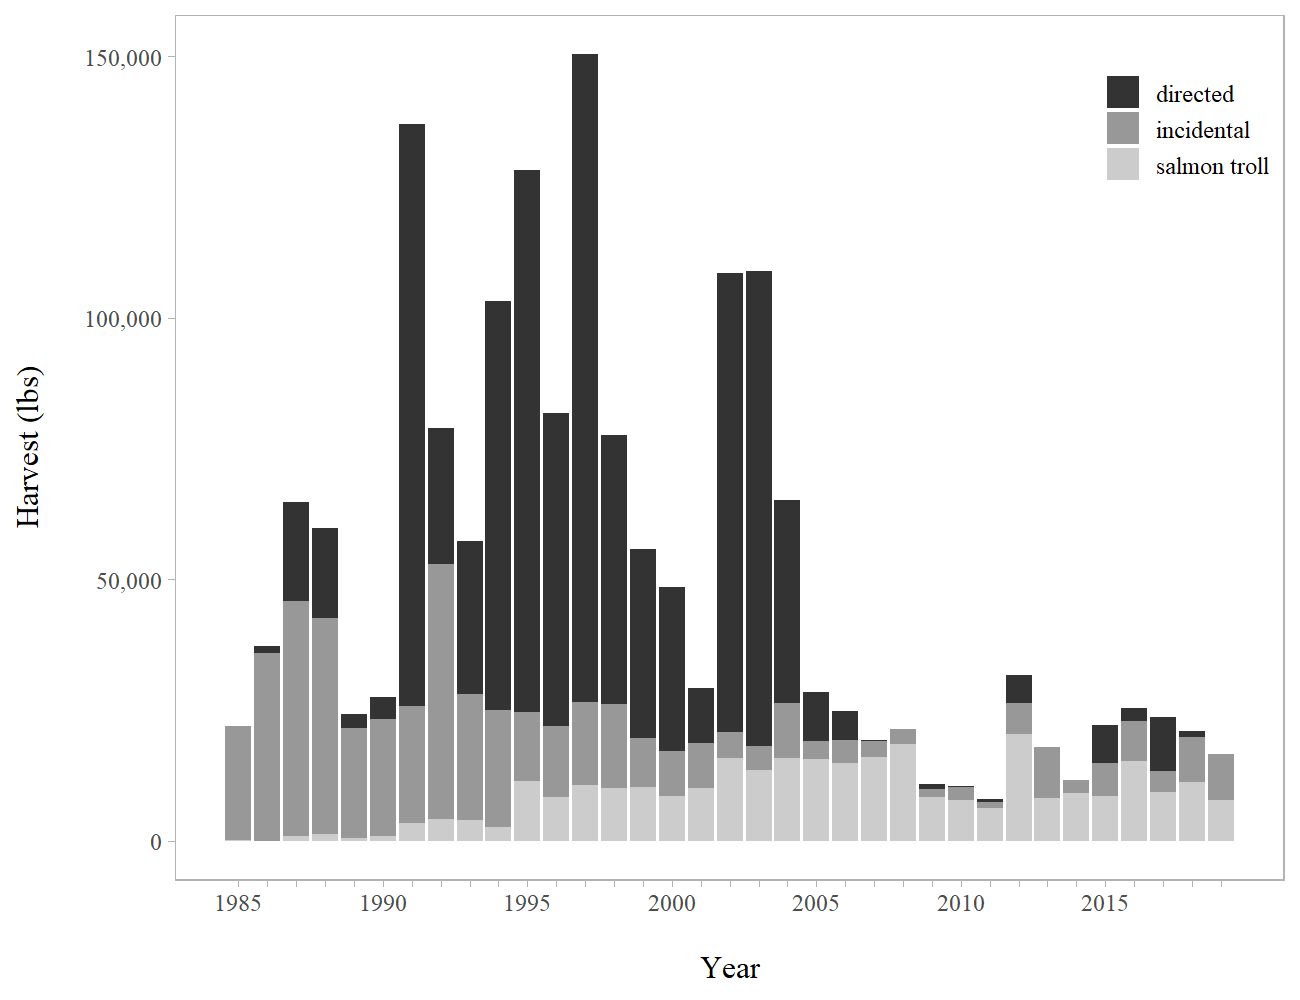 150,000
100,000
50,000
0
Harvest (lbs)
directed
incidental
salmon troll
1985 1990 1995 2000 2005 2010 2015
Year